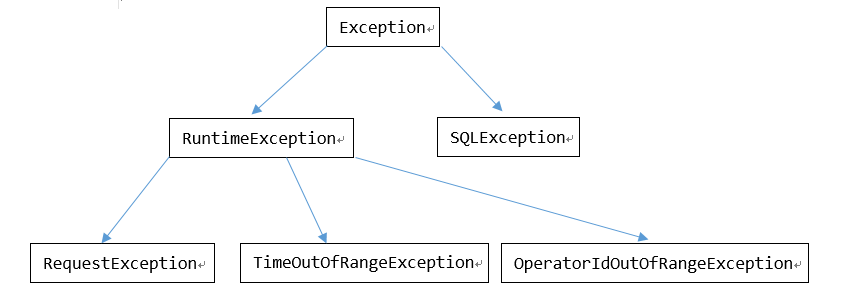 Exception
RuntimeException
SQLException
RequestException
TimeOutOfRangeException
OperatorIdOutOfRangeException